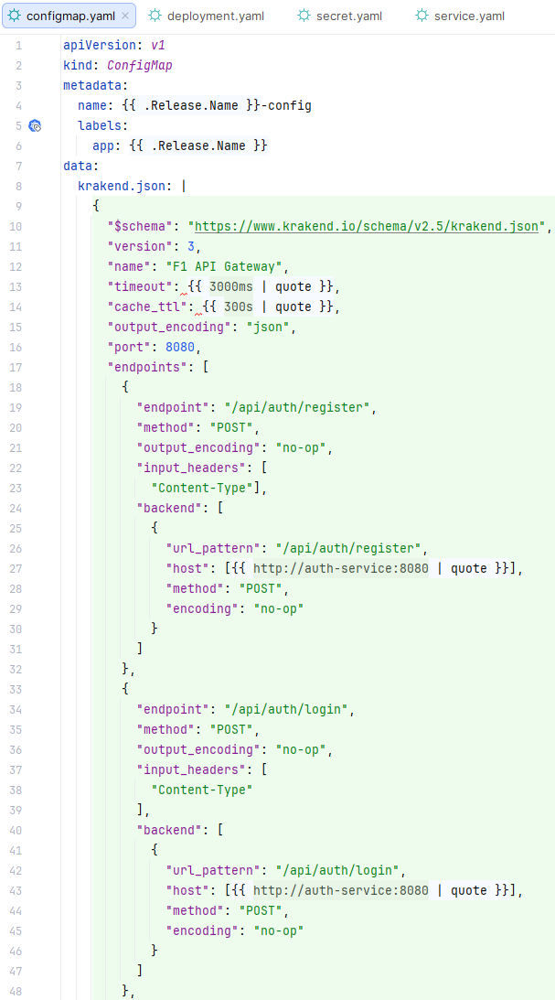 configmap.yaml × deployment.yaml secret.yaml service.yaml
1 apiVersion: v1
2 kind: ConfigMap
3 metadata:
4   name: {{ .Release.Name }}-config
5   labels:
6     app: {{ .Release.Name }}
7 data:
8   krakend.json: |
9     {
10       "$schema": "https://www.krakend.io/schema/v2.5/krakend.json",
11       "version": 3,
12       "name": "F1 API Gateway",
13       "timeout": {{ 3000ms | quote }},
14       "cache_ttl": {{ 300s | quote }},
15       "output_encoding": "json",
16       "port": 8080,
17       "endpoints": [
18         {
19           "endpoint": "/api/auth/register",
20           "method": "POST",
21           "output_encoding": "no-op",
22           "input_headers": [
23             "Content-Type"],
24           "backend": [
25             {
26               "url_pattern": "/api/auth/register",
27               "host": [{{ http://auth-service:8080 | quote }}],
28               "method": "POST",
29               "encoding": "no-op"
30             }
31           ]
32         },
33         {
34           "endpoint": "/api/auth/login",
35           "method": "POST",
36           "output_encoding": "no-op",
37           "input_headers": [
38             "Content-Type"
39           ],
40           "backend": [
41             {
42               "url_pattern": "/api/auth/login",
43               "host": [{{ http://auth-service:8080 | quote }}],
44               "method": "POST",
45               "encoding": "no-op"
46             }
47           ]
48         },